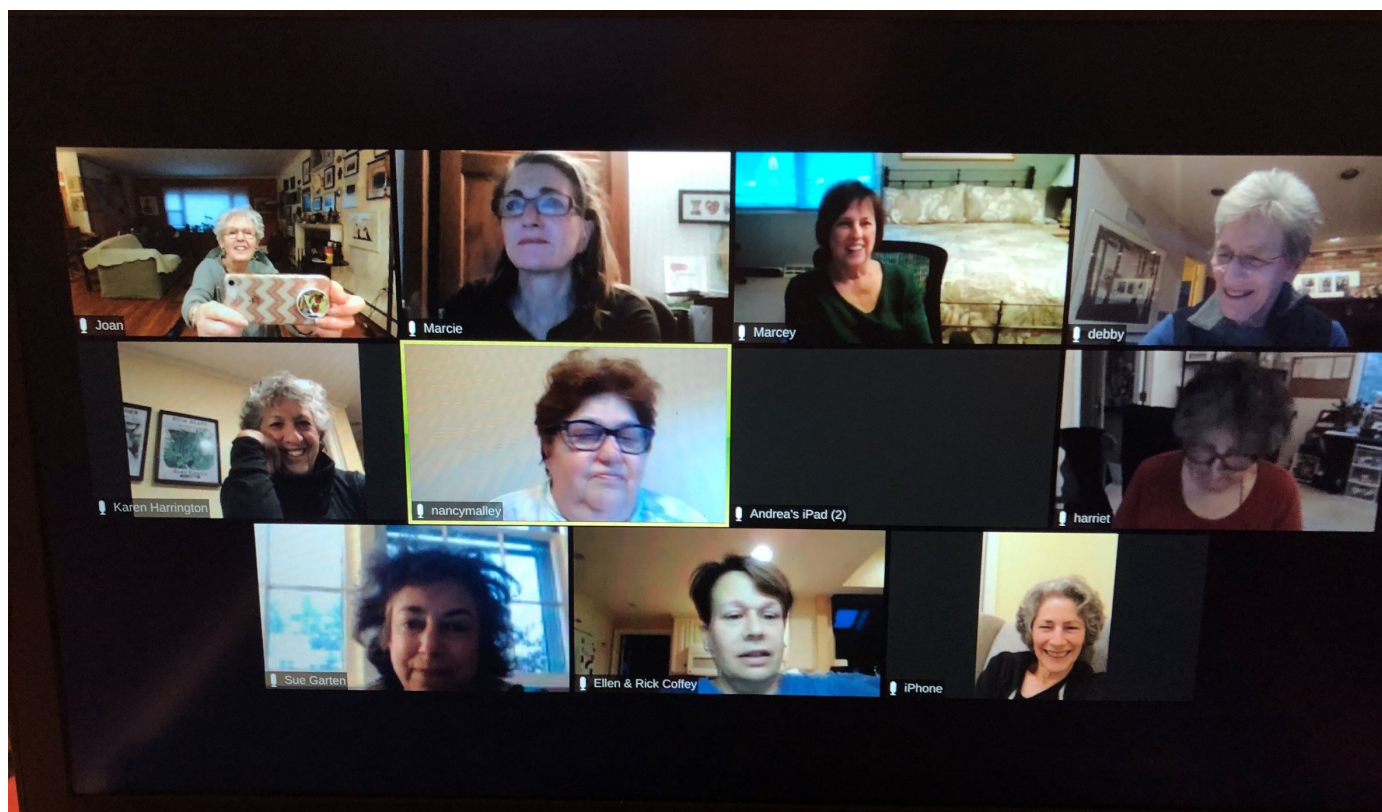 Joan
Marcie
Marcey
debby
Karen Harrington
nancymalley
Andrea's iPad (2)
harriet
Sue Garten
Ellen & Rick Coffey
iPhone